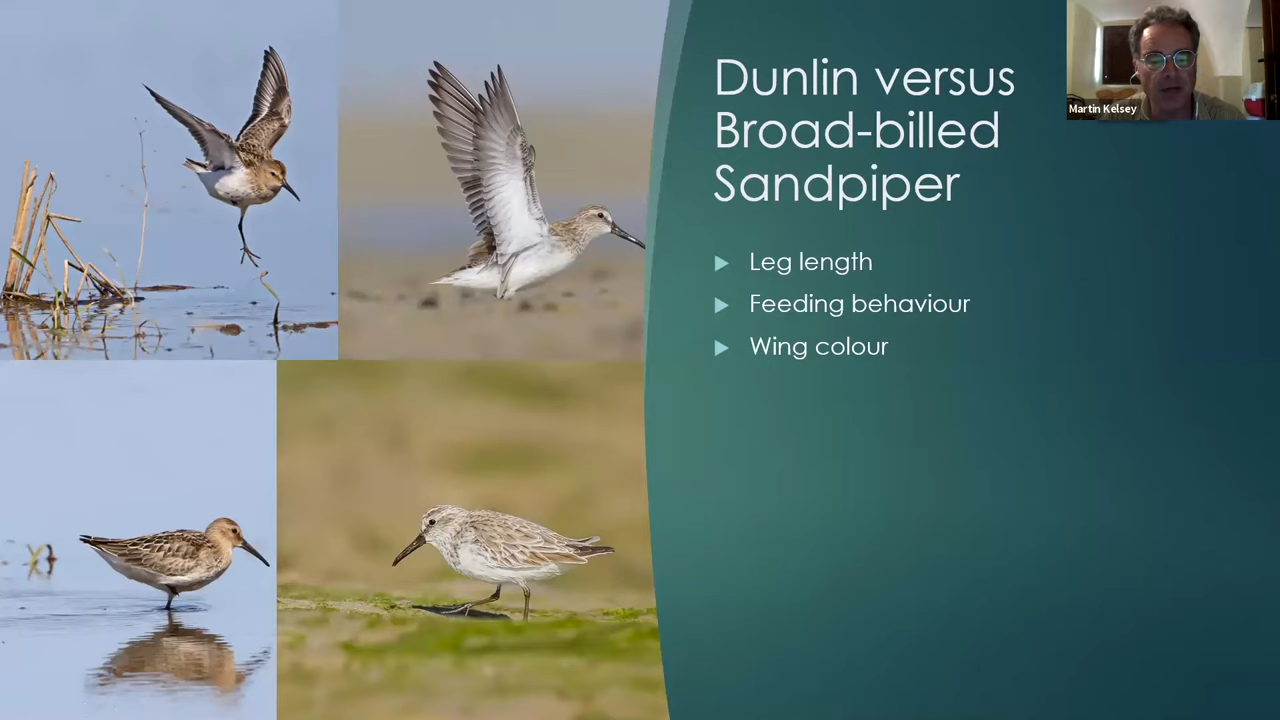 Dunlin versus
Broad-billed
Sandpiper
Leg length
Feeding behaviour
Wing colour
Martin Kelsey